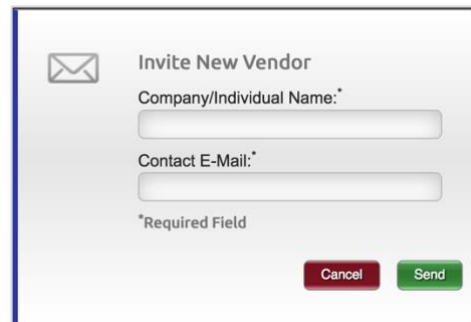 Invite New Vendor
Company/Individual Name:*
Contact E-Mail:*
*Required Field
Cancel Send